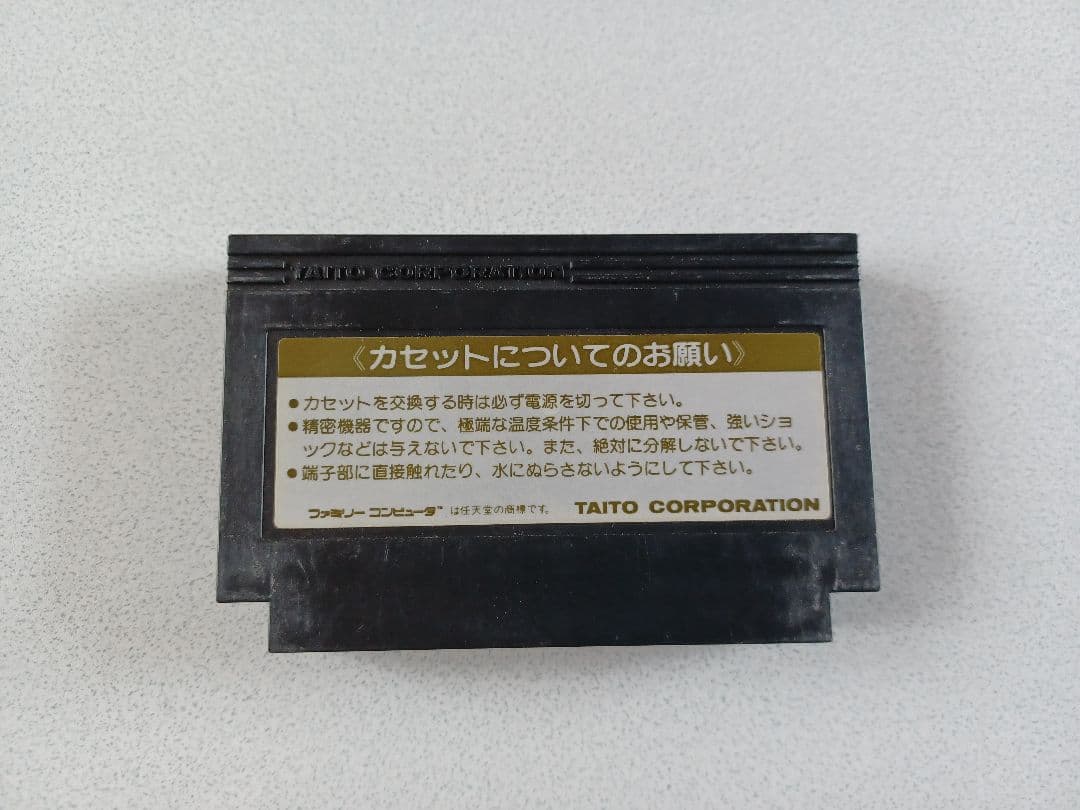 TAITO CORPORATION
《カセットについてのお願い》
●カセットを交換する時は必ず電源を切って下さい。
●精密機器ですので、極端な温度条件下での使用や保管、強いショ
ックなどは与えないで下さい。また、絶対に分解しないで下さい。
●端子部に直接触れたり、水にぬらさないようにして下さい。
ファミリーコンピュータ™ は任天堂の商標です。 TAITO CORPORATION